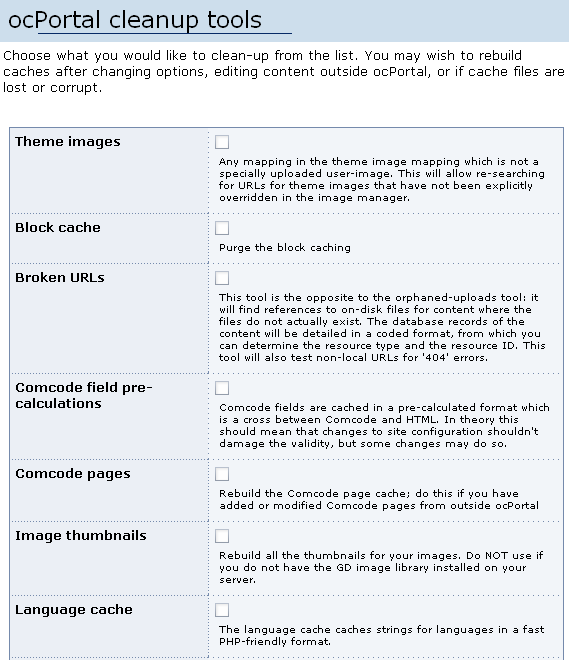 ocPortal cleanup tools
Choose what you would like to clean-up from the list. You may wish to rebuild
caches after changing options, editing content outside ocPortal, or if cache files are
lost or corrupt.
Theme images
Any mapping in the theme image mapping which is not a
specially uploaded user-image. This will allow re-searching
for URLs for theme images that have not been explicitly
overridden in the image manager.
Block cache
Purge the block caching
Broken URLs
This tool is the opposite to the orphaned-uploads tool: it
will find references to on-disk files for content where the
files do not actually exist. The database records of the
content will be detailed in a coded format, from which you
can determine the resource type and the resource ID. This
tool will also test non-local URLs for '404' errors.
Comcode field pre-
calculations
Comcode fields are cached in a pre-calculated format which
is a cross between Comcode and HTML. In theory this
should mean that changes to site configuration shouldn't
damage the validity, but some changes may do so.
Comcode pages
Rebuild the Comcode page cache; do this if you have
added or modified Comcode pages from outside ocPortal
Image thumbnails
Rebuild all the thumbnails for your images. Do NOT use if
you do not have the GD image library installed on your
server.
Language cache
The language cache caches strings for languages in a fast
PHP-friendly format.